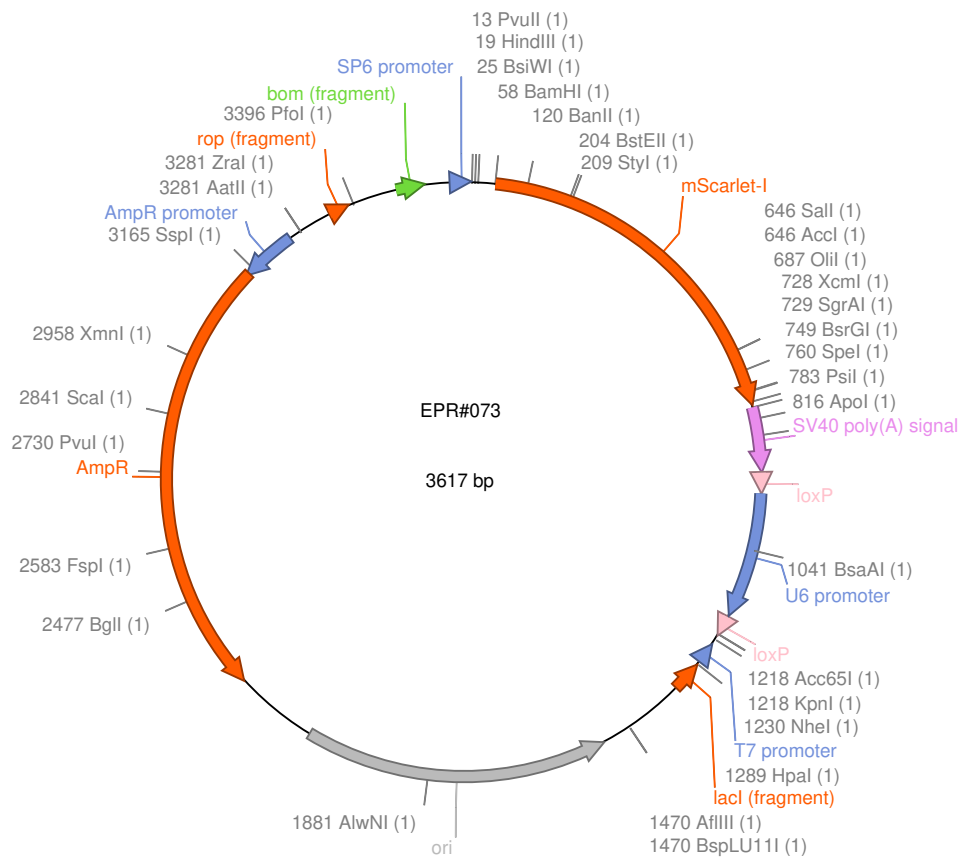 13 PvuII (1)
19 HindIII (1)
SP6 promoter
25 BsiWI (1)
bom (fragment)
58 BamHI (1)
3396 PfoI (1)
120 BanII (1)
rop (fragment)
204 BstEII (1)
3281 ZraI (1)
209 StyI (1)
3281 AatII (1)
mScarlet-I
AmpR promoter
646 SalI (1)
3165 SspI (1)
646 AccI (1)
687 OliI (1)
728 XcmI (1)
729 SgrAI (1)
2958 XmnI (1)
749 BsrGI (1)
760 SpeI (1)
783 PsiI (1)
2841 ScaI (1)
816 ApoI (1)
EPR#073
SV40 poly(A) signal
2730 PvuI (1)
AmpR
3617 bp
loxP
2583 FspI (1)
1041 BsaAI (1)
U6 promoter
2477 BglI (1)
loxP
1218 Acc65I (1)
1218 KpnI (1)
1230 NheI (1)
T7 promoter
1289 HpaI (1)
lacI (fragment)
1881 AlwNI (1)
1470 AflIII (1)
1470 BspLU11I (1)
ori